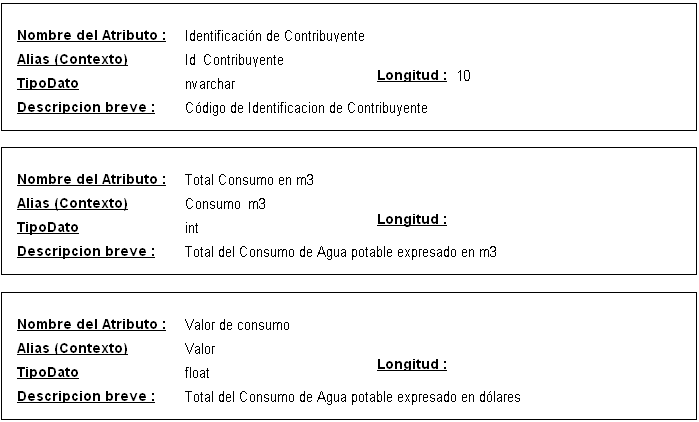 Nombre del Atributo : Identificación de Contribuyente
Alias (Contexto) Id Contribuyente
TipoDato nvarchar Longitud : 10
Descripcion breve : Código de Identificacion de Contribuyente
Nombre del Atributo : Total Consumo en m3
Alias (Contexto) Consumo m3
TipoDato int Longitud :
Descripcion breve : Total del Consumo de Agua potable expresado en m3
Nombre del Atributo : Valor de consumo
Alias (Contexto) Valor
TipoDato float Longitud :
Descripcion breve : Total del Consumo de Agua potable expresado en dólares